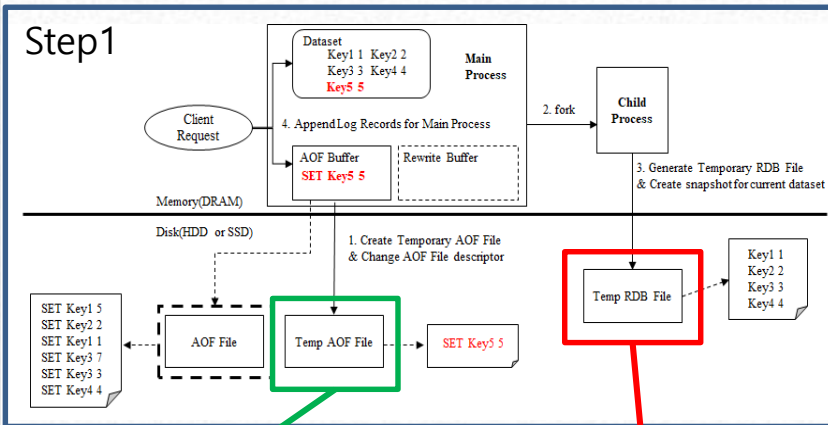 Step1
Dataset
Key1 1 Key2 2
Key3 3 Key4 4
Key5 5
Main
Process
Client
Request
4. Append Log Records for Main Process
AOF Buffer
SET Key5 5
Rewrite Buffer
2. fork
Child
Process
3. Generate Temporary RDB File
& Create snapshot for current dataset
Memory(DRAM)
Disk(HDD or SSD)
1. Create Temporary AOF File
& Change AOF File descriptor
SET Key1 5
SET Key2 2
SET Key1 1
SET Key3 7
SET Key3 3
SET Key4 4
AOF File
Temp AOF File
SET Key5 5
Temp RDB File
Key1 1
Key2 2
Key3 3
Key4 4